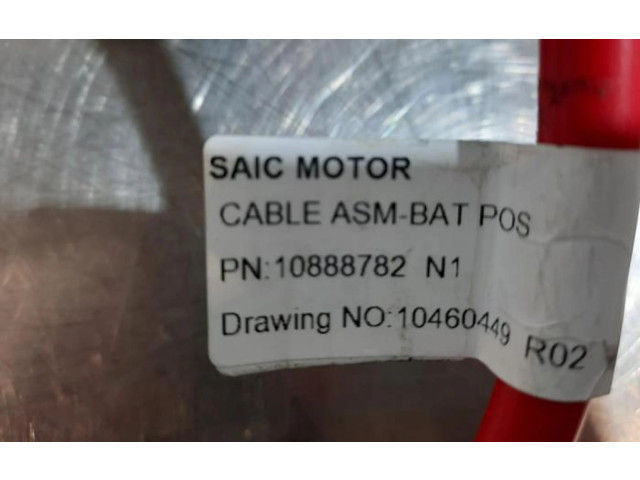 SAIC MOTOR
CABLE ASM-BAT POS
PN:10888782 N1
Drawing NO:10460449 R02